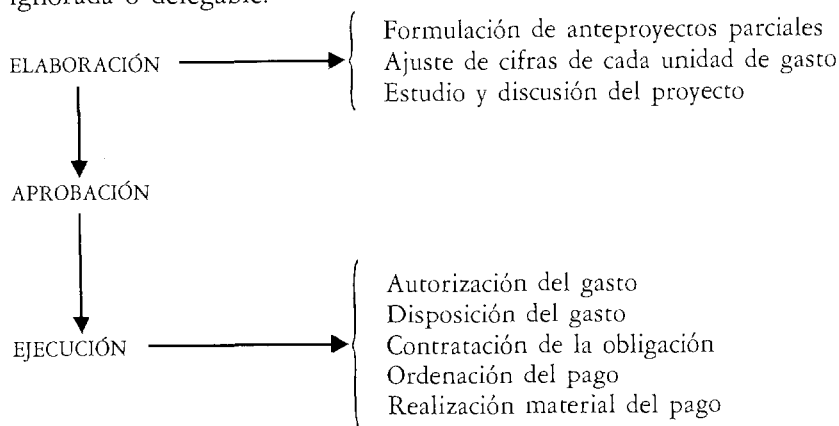 ignorada o delegable.
Formulación de anteproyectos parciales
ELABORACIÓN
Ajuste de cifras de cada unidad de gasto
Estudio y discusión del proyecto
APROBACIÓN
Autorización del gasto
Disposición del gasto
EJECUCIÓN
Contratación de la obligación
Ordenación del pago
Realización material del pago